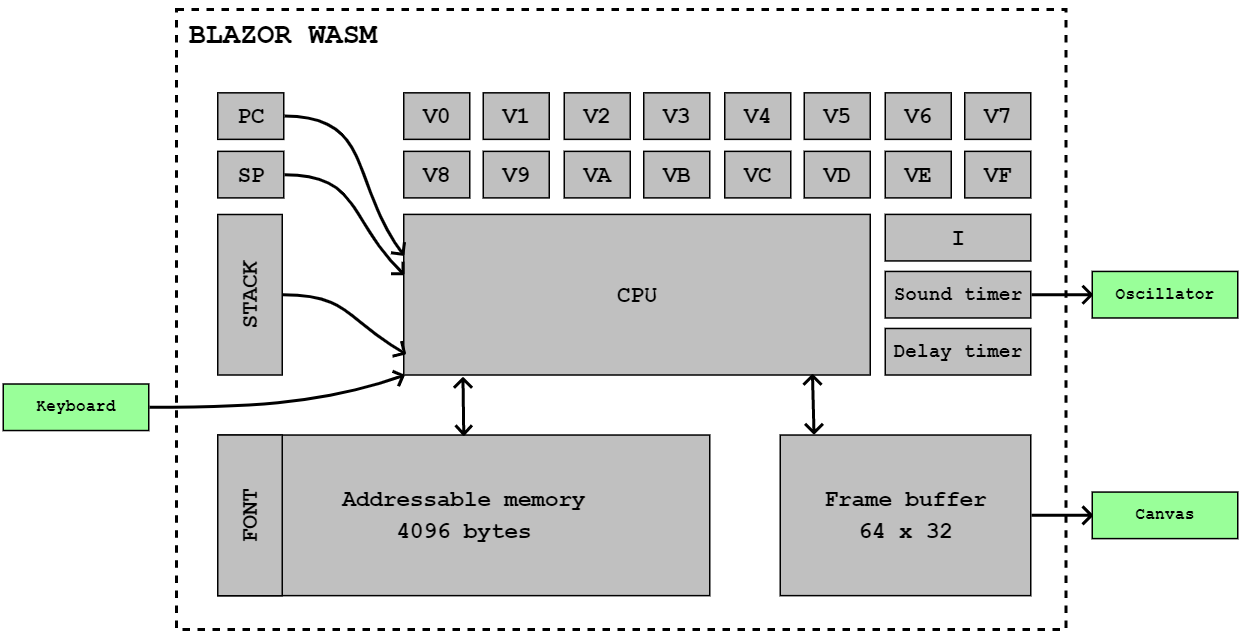 BLAZOR WASM
PC
V0
V1
V2
V3
V4
V5
V6
V7
SP
V8
V9
VA
VB
VC
VD
VE
VF
STACK
CPU
I
Sound timer
Oscillator
Delay timer
Keyboard
FONT
Addressable memory
4096 bytes
Frame buffer
64 x 32
Canvas